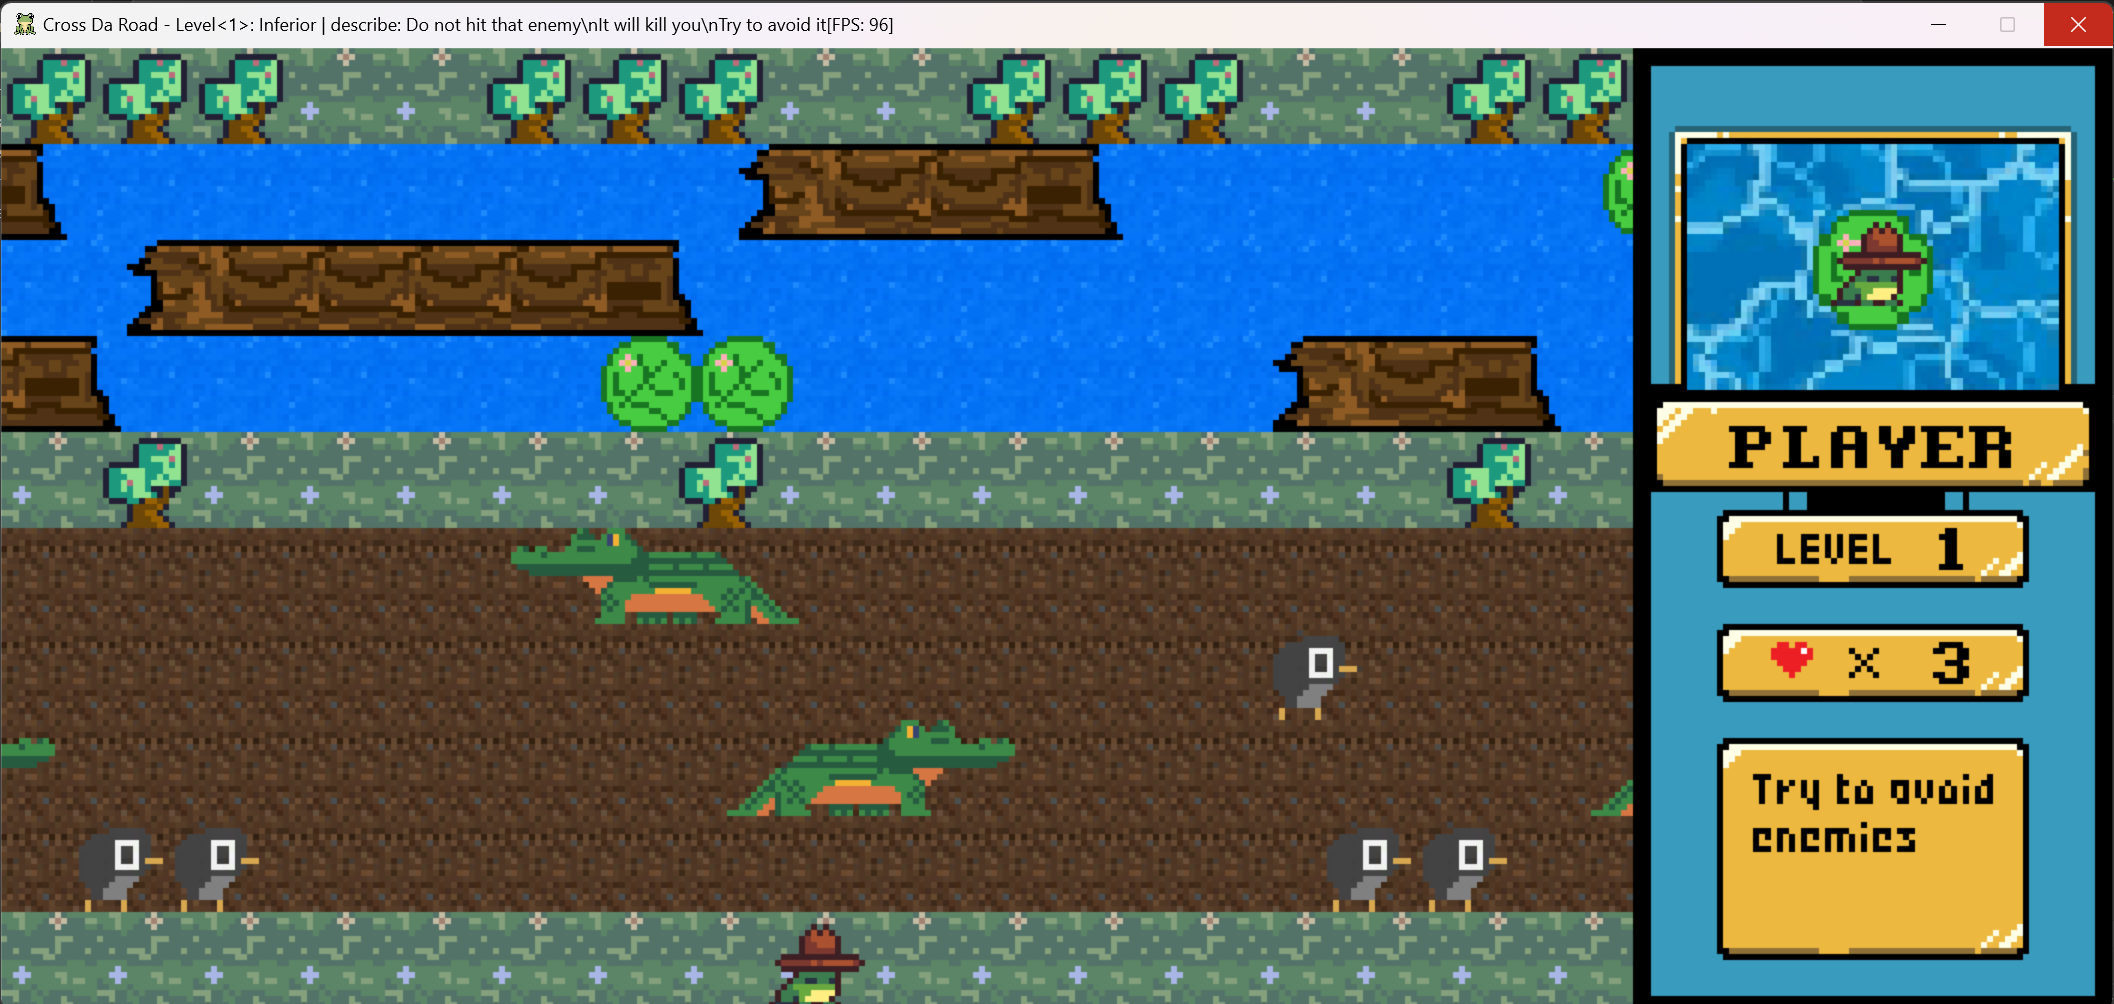 Cross Da Road - Level<1>: Inferior | describe: Do not hit that enemy\nIt will kill you\nTry to avoid it[FPS: 96]
PLAYER
LEVEL 1
x 3
Try to avoid
enemies